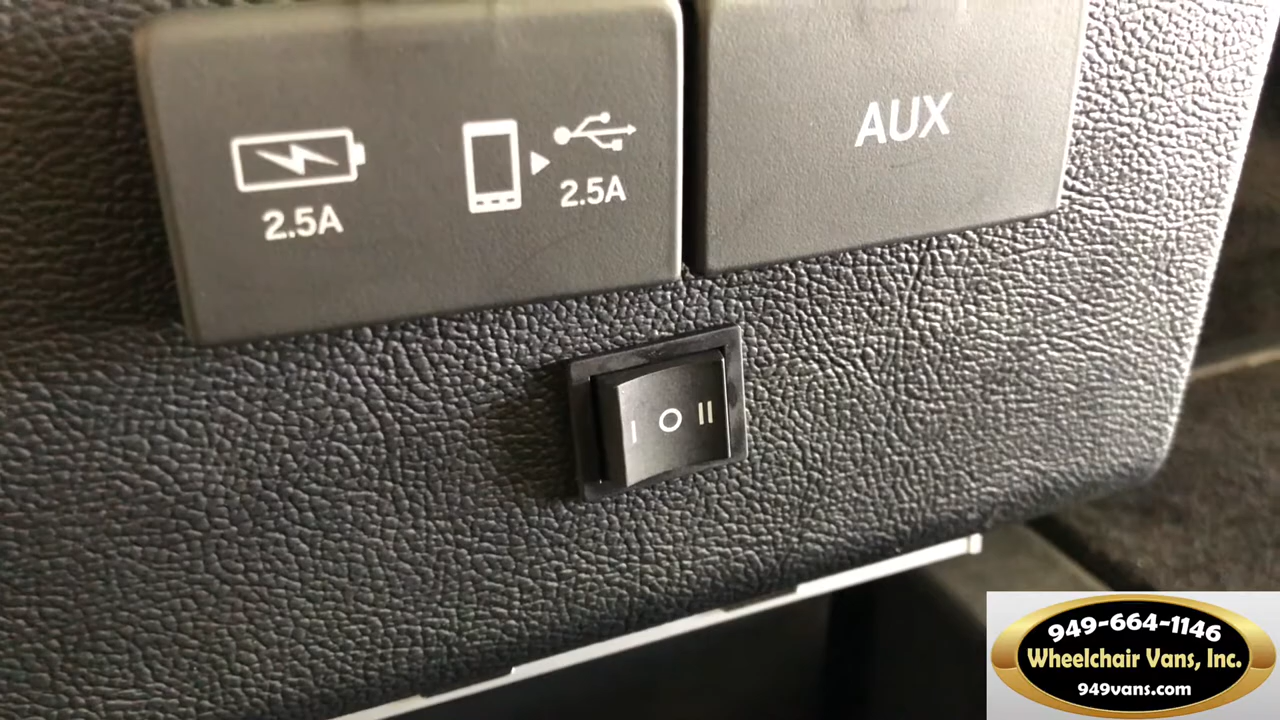 2.5A
2.5A
AUX
I O II
949-664-1146
Wheelchair Vans, Inc.
949vans.com